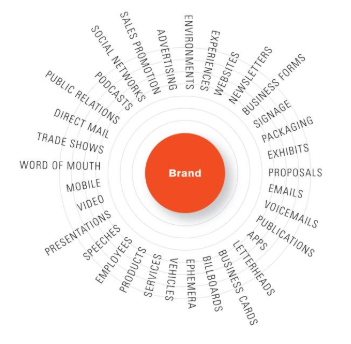 Brand
ENVIRONMENTS
EXPERIENCES
WEBSITES
NEWSLETTERS
BUSINESS FORMS
SIGNAGE
PACKAGING
EXHIBITS
PROPOSALS
EMAILS
VOICEMAILS
PUBLICATIONS
APPS
LETTERHEADS
BUSINESS CARDS
BILLBOARDS
EPHEMERA
VEHICLES
SERVICES
PRODUCTS
EMPLOYEES
SPEECHES
PRESENTATIONS
VIDEO
MOBILE
WORD OF MOUTH
TRADE SHOWS
DIRECT MAIL
PUBLIC RELATIONS
PODCASTS
SOCIAL NETWORKS
SALES PROMOTION
ADVERTISING